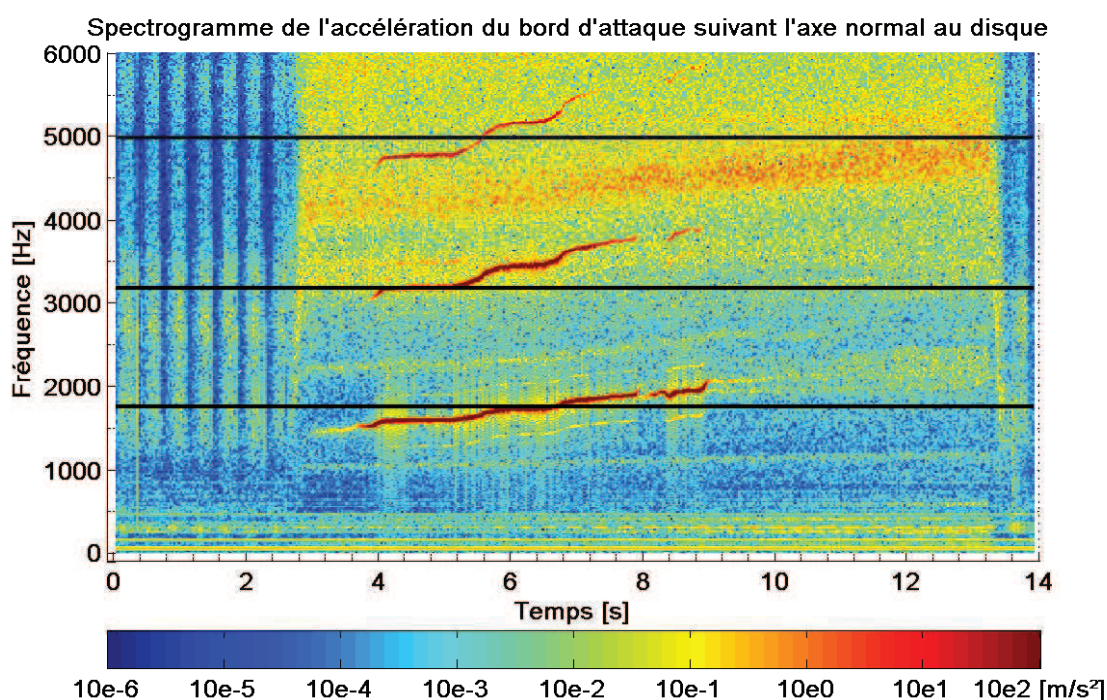 Spectrogramme de l'accélération du bord d'attaque suivant l'axe normal au disque
6000
5000
4000
3000
2000
1000
0
Fréquence [Hz]
0 2 4 6 8 10 12 14
Temps [s]
10e-6 10e-5 10e-4 10e-3 10e-2 10e-1 10e0 10e1 10e2 [m/s²]